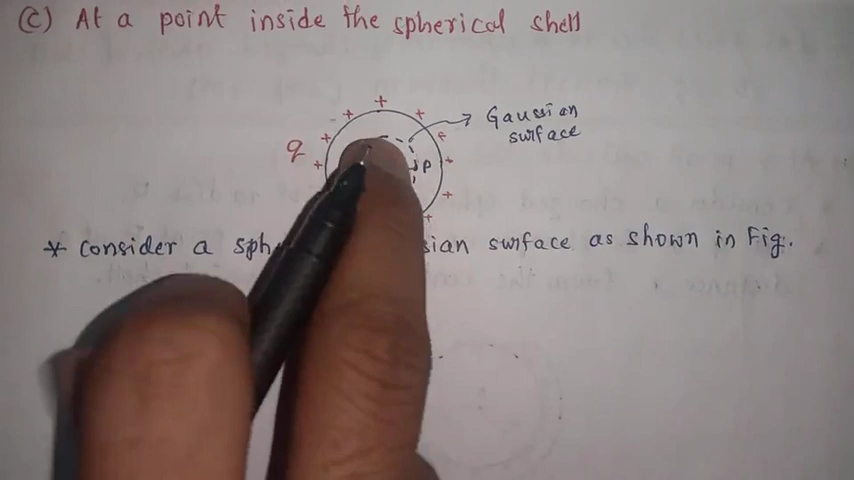 (C) At a point inside the spherical shell
+ + + + + + + + +
Gaussian
surface
q
P
* Consider a sph sian surface as shown in Fig.